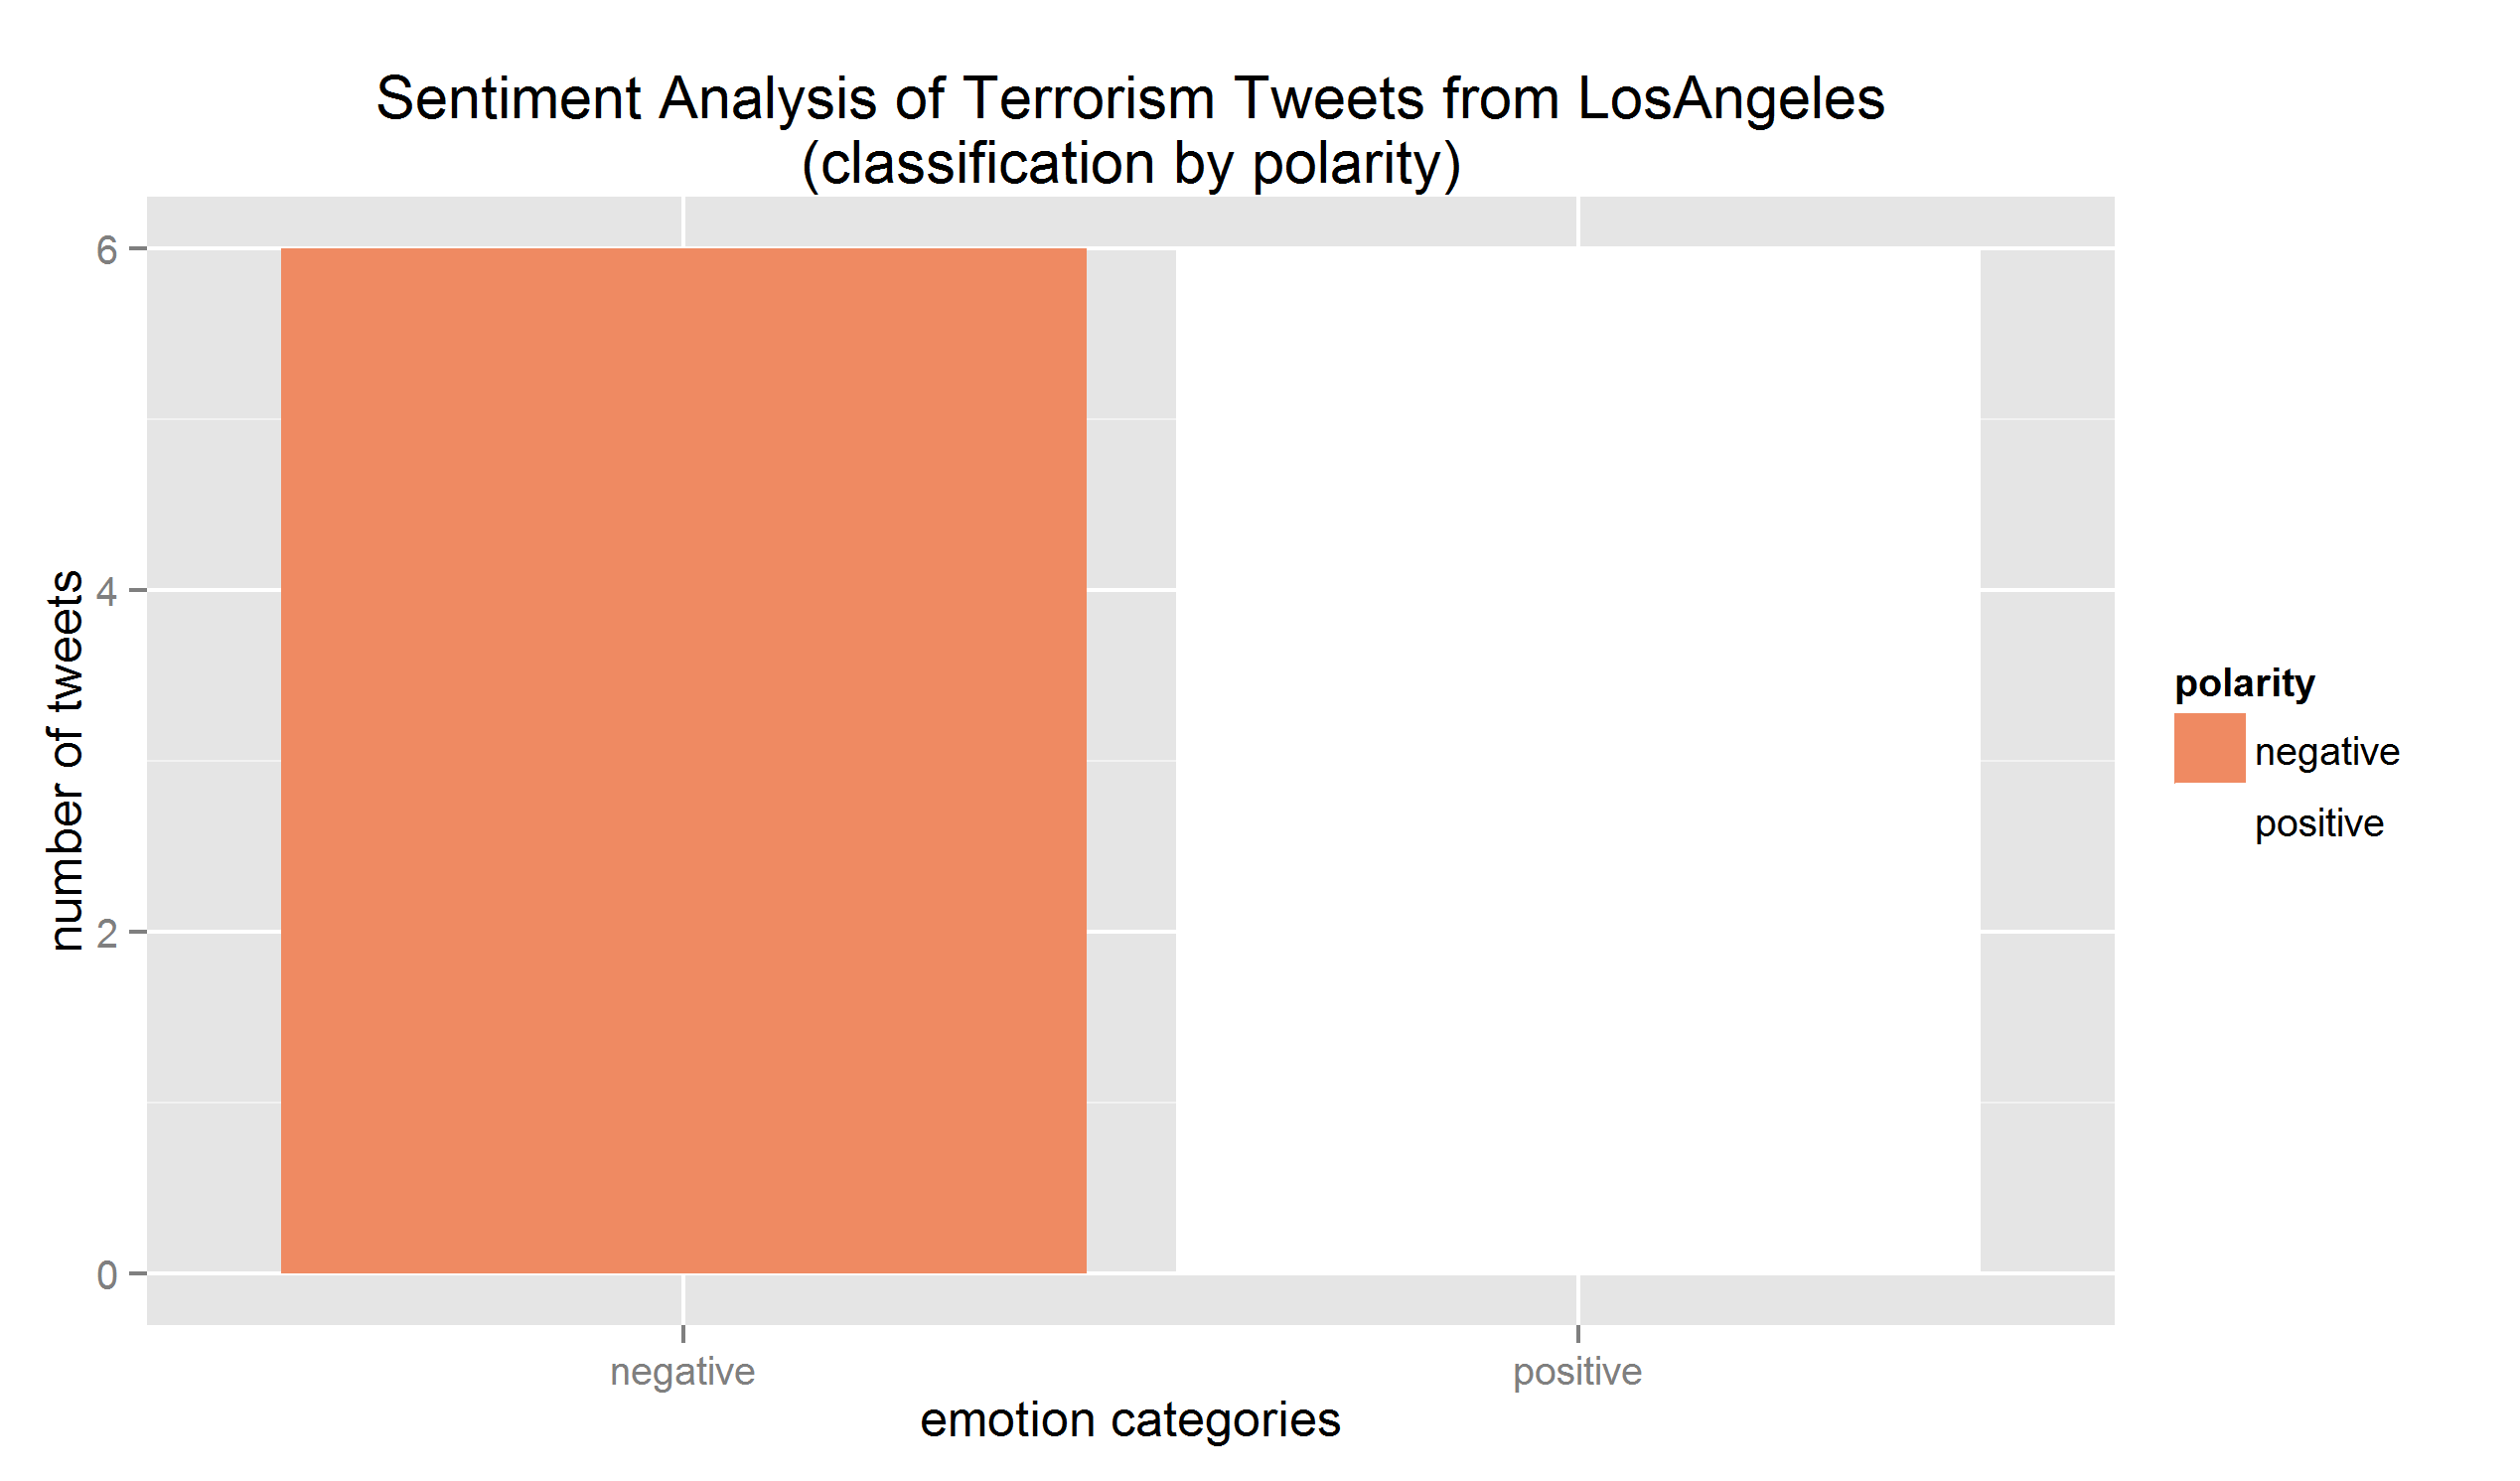 Sentiment Analysis of Terrorism Tweets from LosAngeles
(classification by polarity)
number of tweets
6
4
2
0
negative
positive
emotion categories
polarity
negative
positive